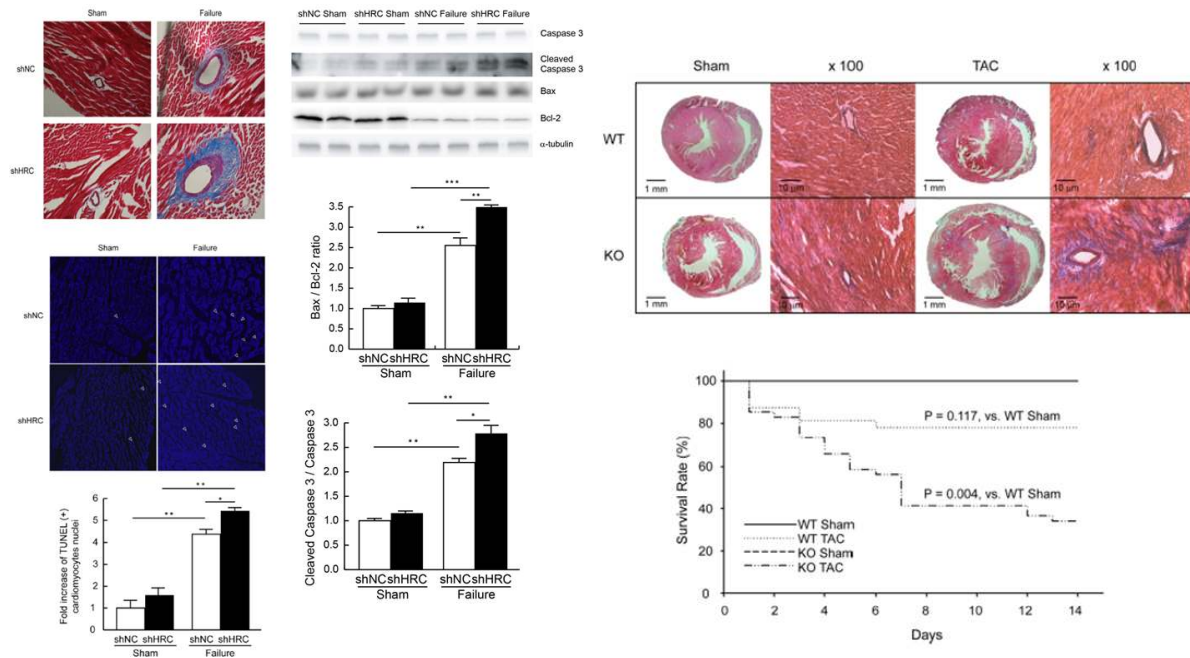 Sham Failure
shNC
shHRC
Sham Failure
shNC
shHRC
Fold increase of TUNEL (+)
cardiomyocytes nuclei
6
5
4
3
2
1
0
**
**
**
*
shNC shHRC shNC shHRC
Sham Failure
shNC Sham shHRC Sham shNC Failure shHRC Failure
Caspase 3
Cleaved
Caspase 3
Bax
Bcl-2
α-tubulin
Bax / Bcl-2 ratio
***
**
**
3.5
3.0
2.5
2.0
1.5
1.0
0.5
0.0
shNC shHRC shNC shHRC
Sham Failure
Cleaved Caspase 3 / Caspase 3
**
*
**
3.0
2.5
2.0
1.5
1.0
0.5
0.0
shNC shHRC shNC shHRC
Sham Failure
Sham x 100 TAC x 100
WT
1 mm 10 μm 1 mm 10 μm
KO
1 mm 10 μm 1 mm 10 μm
Survival Rate (%)
100
80
60
40
20
0
P = 0.117, vs. WT Sham
P = 0.004, vs. WT Sham
WT Sham
WT TAC
KO Sham
KO TAC
0 2 4 6 8 10 12 14
Days